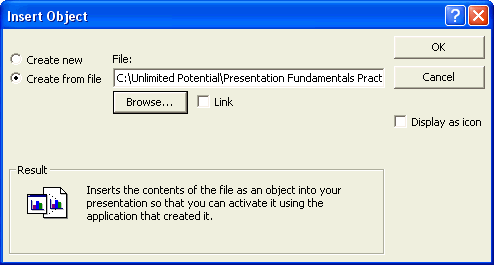 Insert Object
Create new
Create from file
File:
C:\Unlimited Potential\Presentation Fundamentals Pract
Browse...
Link
OK
Cancel
Display as icon
Result
Inserts the contents of the file as an object into your
presentation so that you can activate it using the
application that created it.